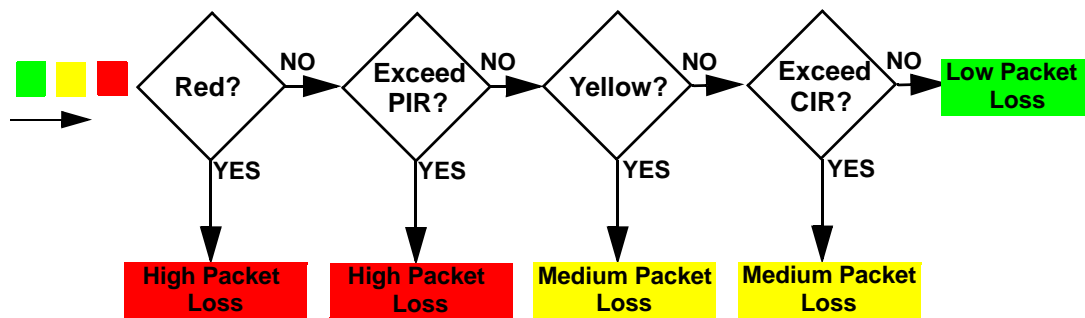 Red?
NO
Exceed
PIR?
NO
Yellow?
NO
Exceed
CIR?
NO
Low Packet
Loss
YES
YES
YES
YES
High Packet
Loss
High Packet
Loss
Medium Packet
Loss
Medium Packet
Loss